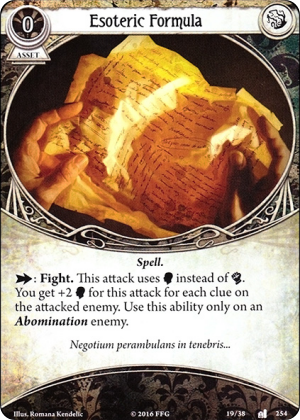 0
Esoteric Formula
ASSET
Spell.
: Fight. This attack uses instead of .
You get +2 for this attack for each clue on
the attacked enemy. Use this ability only on an
Abomination enemy.
Negotium perambulans in tenebris...
Illus. Romana Kendelic
© 2016 FFG
19/38
254